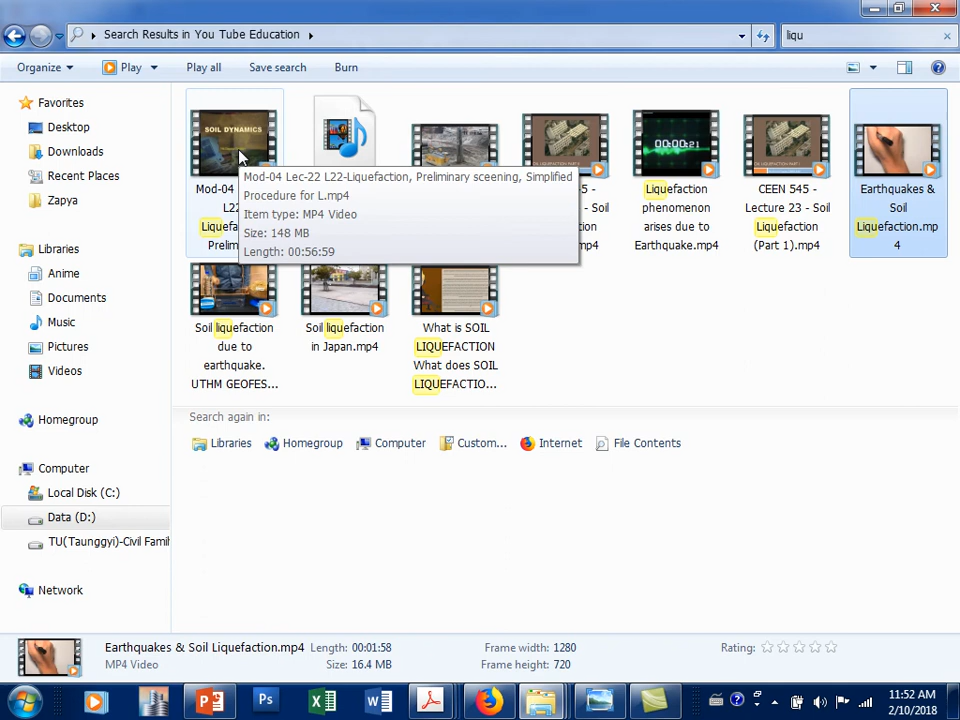 Search Results in You Tube Education
liqu
Organize
Play
Play all
Save search
Burn
Favorites
Desktop
Downloads
Recent Places
Zapya
Libraries
Anime
Documents
Music
Pictures
Videos
Homegroup
Computer
Local Disk (C:)
Data (D:)
TU(Taunggyi)-Civil Famil
Network
SOIL DYNAMICS
Mod-04
L22
Liquefa
Prelim
Mod-04 Lec-22 L22-Liquefaction, Preliminary sceening, Simplified
Procedure for L.mp4
Item type: MP4 Video
Size: 148 MB
Length: 00:56:59
5 -
- Soil
n
mp4
00:00:21
Liquefaction
phenomenon
arises due to
Earthquake.mp4
CEEN 545 -
Lecture 23 - Soil
Liquefaction
(Part 1).mp4
Earthquakes &
Soil
Liquefaction.mp
4
Soil liquefaction
due to
earthquake.
UTHM GEOFES...
Soil liquefaction
in Japan.mp4
What is SOIL
LIQUEFACTION
What does SOIL
LIQUEFACTIO...
Search again in:
Libraries
Homegroup
Computer
Custom...
Internet
File Contents
Earthquakes & Soil Liquefaction.mp4
MP4 Video
Length: 00:01:58
Size: 16.4 MB
Frame width: 1280
Frame height: 720
Rating:
11:52 AM
2/10/2018